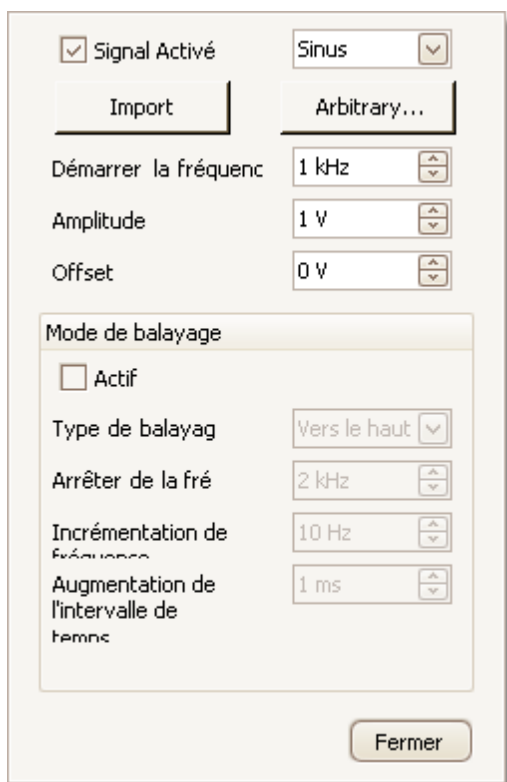 Signal Activé Sinus
Import Arbitrary...
Démarrer la fréquenc 1 kHz
Amplitude 1 V
Offset 0 V
Mode de balayage
Actif
Type de balayag Vers le haut
Arrêter de la fré 2 kHz
Incrémentation de 10 Hz
fréquence
Augmentation de 1 ms
l'intervalle de
temps
Fermer